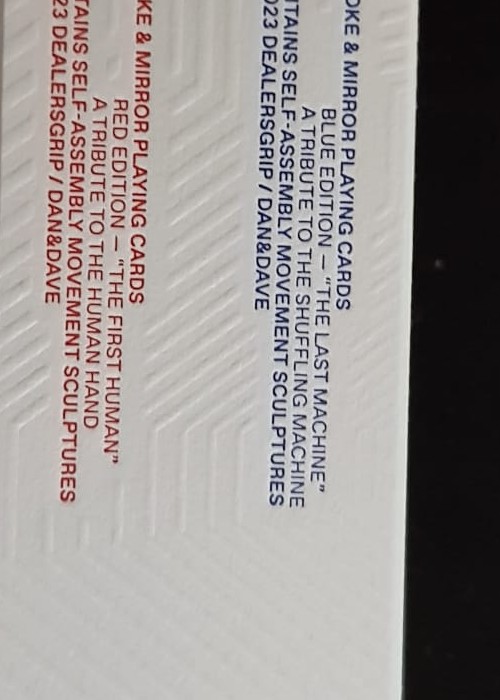 OKE & MIRROR PLAYING CARDS
BLUE EDITION — "THE LAST MACHINE"
A TRIBUTE TO THE SHUFFLING MACHINE
TAINS SELF-ASSEMBLY MOVEMENT SCULPTURES
023 DEALERSGRIP / DAN&DAVE
KE & MIRROR PLAYING CARDS
RED EDITION — "THE FIRST HUMAN"
A TRIBUTE TO THE HUMAN HAND
TAINS SELF-ASSEMBLY MOVEMENT SCULPTURES
23 DEALERSGRIP / DAN&DAVE